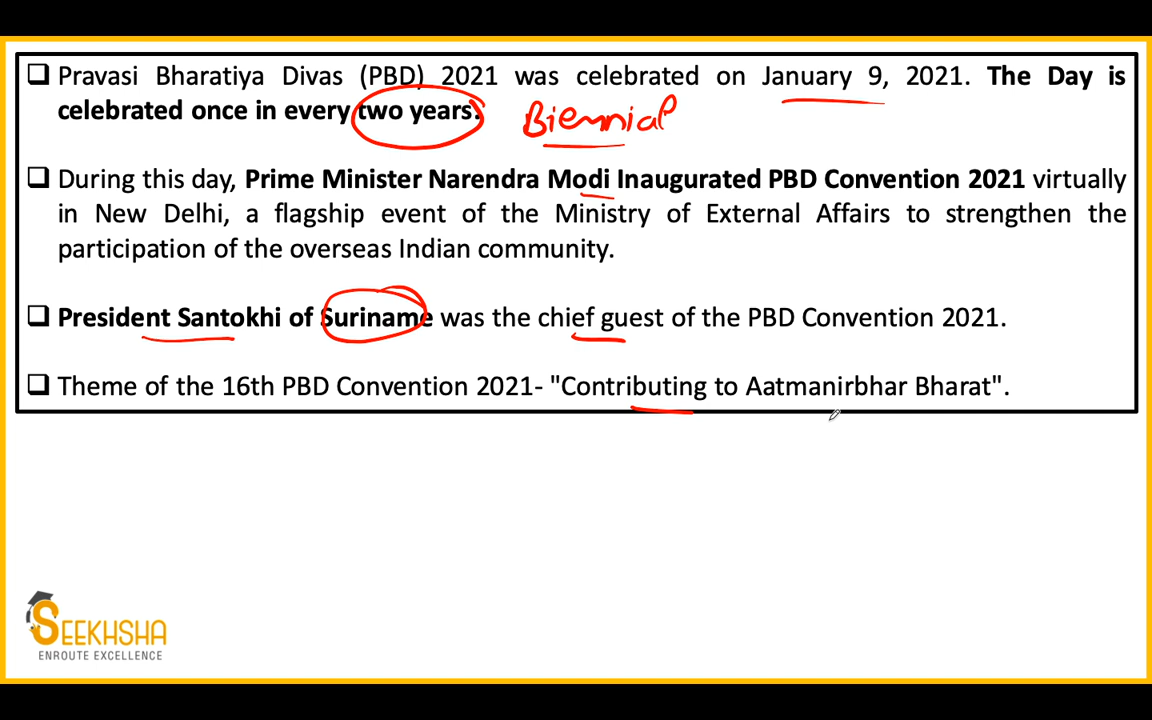 ❑ Pravasi Bharatiya Divas (PBD) 2021 was celebrated on January 9, 2021. The Day is
celebrated once in every two years. Biennial
❑ During this day, Prime Minister Narendra Modi Inaugurated PBD Convention 2021 virtually
in New Delhi, a flagship event of the Ministry of External Affairs to strengthen the
participation of the overseas Indian community.
❑ President Santokhi of Suriname was the chief guest of the PBD Convention 2021.
❑ Theme of the 16th PBD Convention 2021- "Contributing to Aatmanirbhar Bharat".
SEEKHSHA
ENROUTE EXCELLENCE